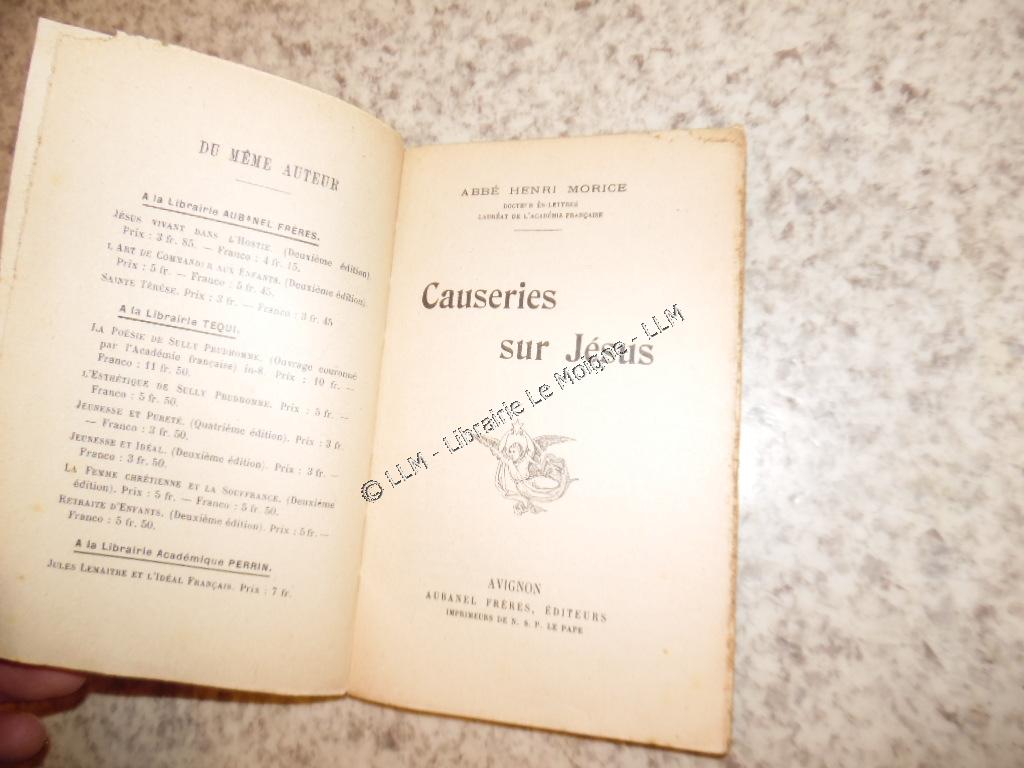 DU MÊME AUTEUR
A la Librairie AUBANEL FRÈRES.
JÉSUS VIVANT DANS L'HOSTIE. (Deuxième édition).
Prix : 3 fr. 85. — Franco : 4 fr. 15.
L'ART DE COMMANDER AUX ENFANTS. (Deuxième édition).
Prix : 5 fr. — Franco : 5 fr. 45.
SAINTE TÉRÈSE. Prix : 3 fr. — Franco : 3 fr. 45
A la Librairie TEQUI.
LA POÉSIE DE SULLY PRUDHOMME. (Ouvrage couronné
par l'Académie française) in-8. Prix : 10 fr. —
Franco : 11 fr. 50.
L'ESTHÉTIQUE DE SULLY PRUDHOMME. Prix : 5 fr. —
Franco : 5 fr. 50.
JEUNESSE ET PURETÉ. (Quatrième édition). Prix : 3 fr.
— Franco : 3 fr. 50.
JEUNESSE ET IDÉAL. (Deuxième édition). Prix : 3 fr. —
Franco : 3 fr. 50.
LA FEMME CHRÉTIENNE ET LA SOUFFRANCE. (Deuxième
édition). Prix : 5 fr. — Franco : 5 fr. 50.
RETRAITE D'ENFANTS. (Deuxième édition). Prix : 5 fr. —
Franco : 5 fr. 50.
A la Librairie Académique PERRIN.
JULES LEMAITRE ET L'IDÉAL FRANÇAIS. Prix : 7 fr.
ABBÉ HENRI MORICE
DOCTEUR ÈS-LETTRES
LAURÉAT DE L'ACADÉMIE FRANÇAISE
Causeries
sur Jésus
© LLM - Librairie Le Moïsse - LLM
AVIGNON
AUBANEL FRÈRES, ÉDITEURS
IMPRIMEURS DE N. S. P. LE PAPE